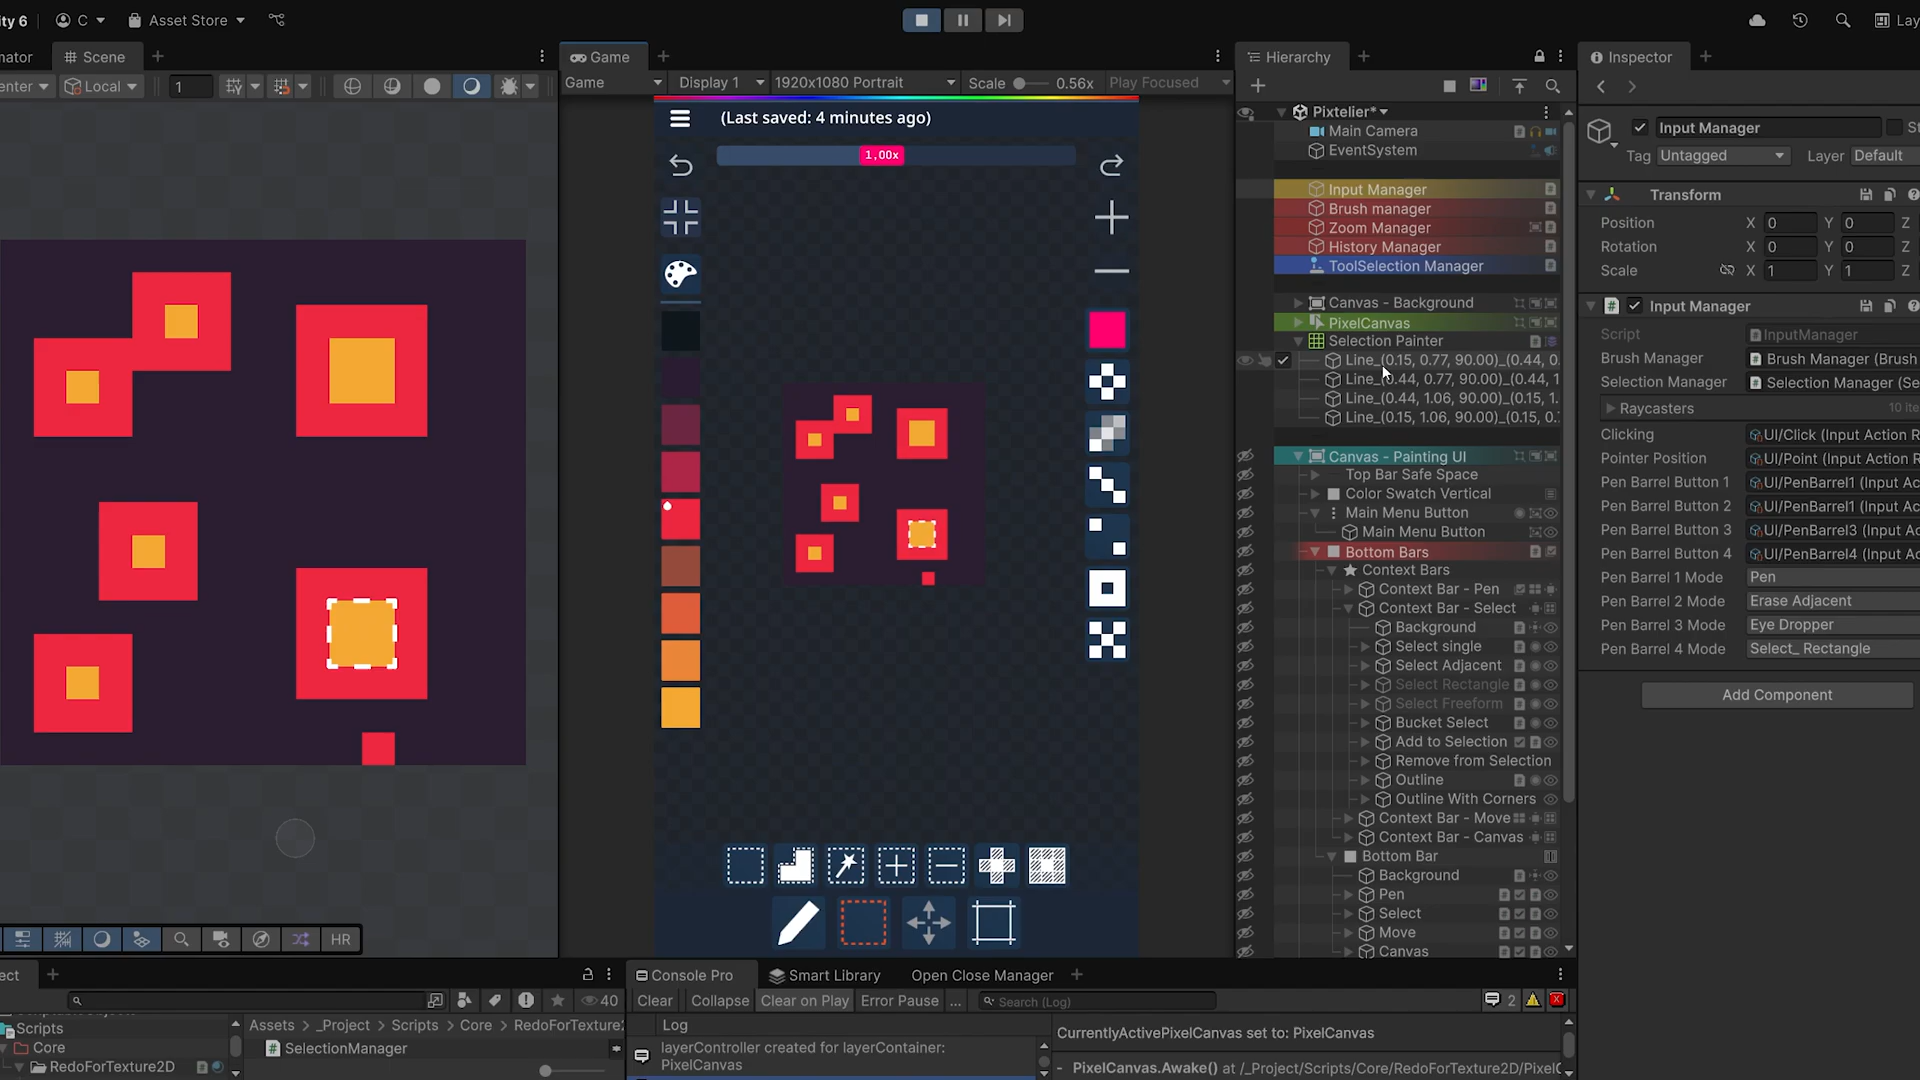 ity 6
C
Asset Store
Lay
nator
Scene
Game
Hierarchy
Inspector
enter
Local
1
Game
Display 1
1920x1080 Portrait
Scale
0.56x
Play Focused
(Last saved: 4 minutes ago)
1,00x
Pixtelier*
Main Camera
EventSystem
Input Manager
Brush manager
Zoom Manager
History Manager
ToolSelection Manager
Canvas - Background
PixelCanvas
Selection Painter
Line_(0.15, 0.77, 90.00)_(0.44, 0.
Line_(0.44, 0.77, 90.00)_(0.44, 1
Line_(0.44, 1.06, 90.00)_(0.15, 1.
Line_(0.15, 1.06, 90.00)_(0.15, 0.
Canvas - Painting UI
Top Bar Safe Space
Color Swatch Vertical
Main Menu Button
Main Menu Button
Bottom Bars
Context Bars
Context Bar - Pen
Context Bar - Select
Background
Select single
Select Adjacent
Select Rectangle
Select Freeform
Bucket Select
Add to Selection
Remove from Selection
Outline
Outline With Corners
Context Bar - Move
Context Bar - Canvas
Bottom Bar
Background
Pen
Select
Move
Canvas
Input Manager
St
Tag
Untagged
Layer
Default
Transform
Position
X
0
Y
0
Z
Rotation
X
0
Y
0
Z
Scale
X
1
Y
1
Z
Input Manager
Script
InputManager
Brush Manager
Brush Manager (Brush
Selection Manager
Selection Manager (Se
Raycasters
10 ite
Clicking
UI/Click (Input Action R
Pointer Position
UI/Point (Input Action R
Pen Barrel Button 1
UI/PenBarrel1 (Input Ac
Pen Barrel Button 2
UI/PenBarrel1 (Input Ac
Pen Barrel Button 3
UI/PenBarrel3 (Input Ac
Pen Barrel Button 4
UI/PenBarrel4 (Input Ac
Pen Barrel 1 Mode
Pen
Pen Barrel 2 Mode
Erase Adjacent
Pen Barrel 3 Mode
Eye Dropper
Pen Barrel 4 Mode
Select_ Rectangle
Add Component
HR
ect
40
Scripts
Core
RedoForTexture2D
Assets > _Project > Scripts > Core > RedoForTexture
SelectionManager
Console Pro
Smart Library
Open Close Manager
Clear
Collapse
Clear on Play
Error Pause
...
Search (Log)
2
Log
layerController created for layerContainer:
PixelCanvas
CurrentlyActivePixelCanvas set to: PixelCanvas
- PixelCanvas.Awake() at /_Project/Scripts/Core/RedoForTexture2D/PixelC